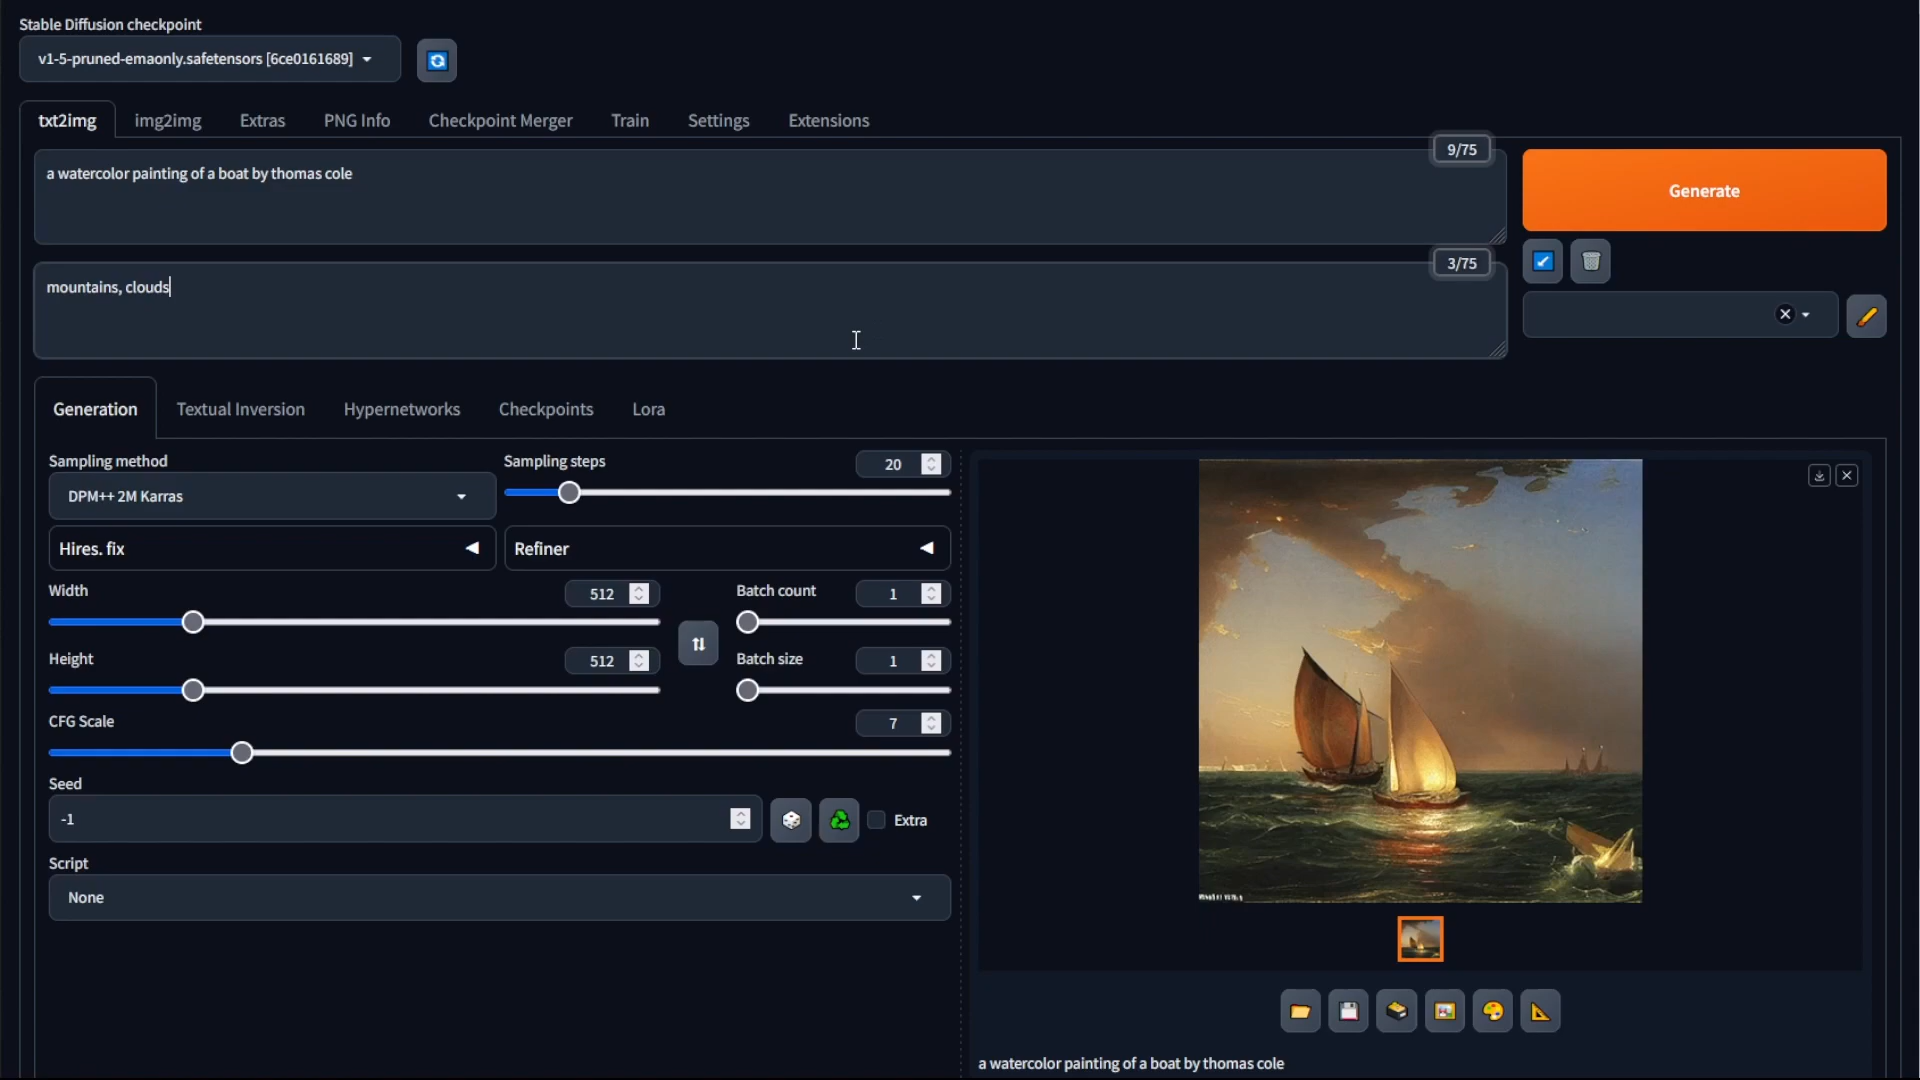 Stable Diffusion checkpoint
v1-5-pruned-emaonly.safetensors [6ce0161689]
txt2img img2img Extras PNG Info Checkpoint Merger Train Settings Extensions
9/75
a watercolor painting of a boat by thomas cole
Generate
3/75
mountains, clouds
Generation Textual Inversion Hypernetworks Checkpoints Lora
Sampling method
DPM++ 2M Karras
Sampling steps 20
Hires. fix
Refiner
Width 512
Batch count 1
Height 512
Batch size 1
CFG Scale 7
Seed
-1
Extra
Script
None
a watercolor painting of a boat by thomas cole